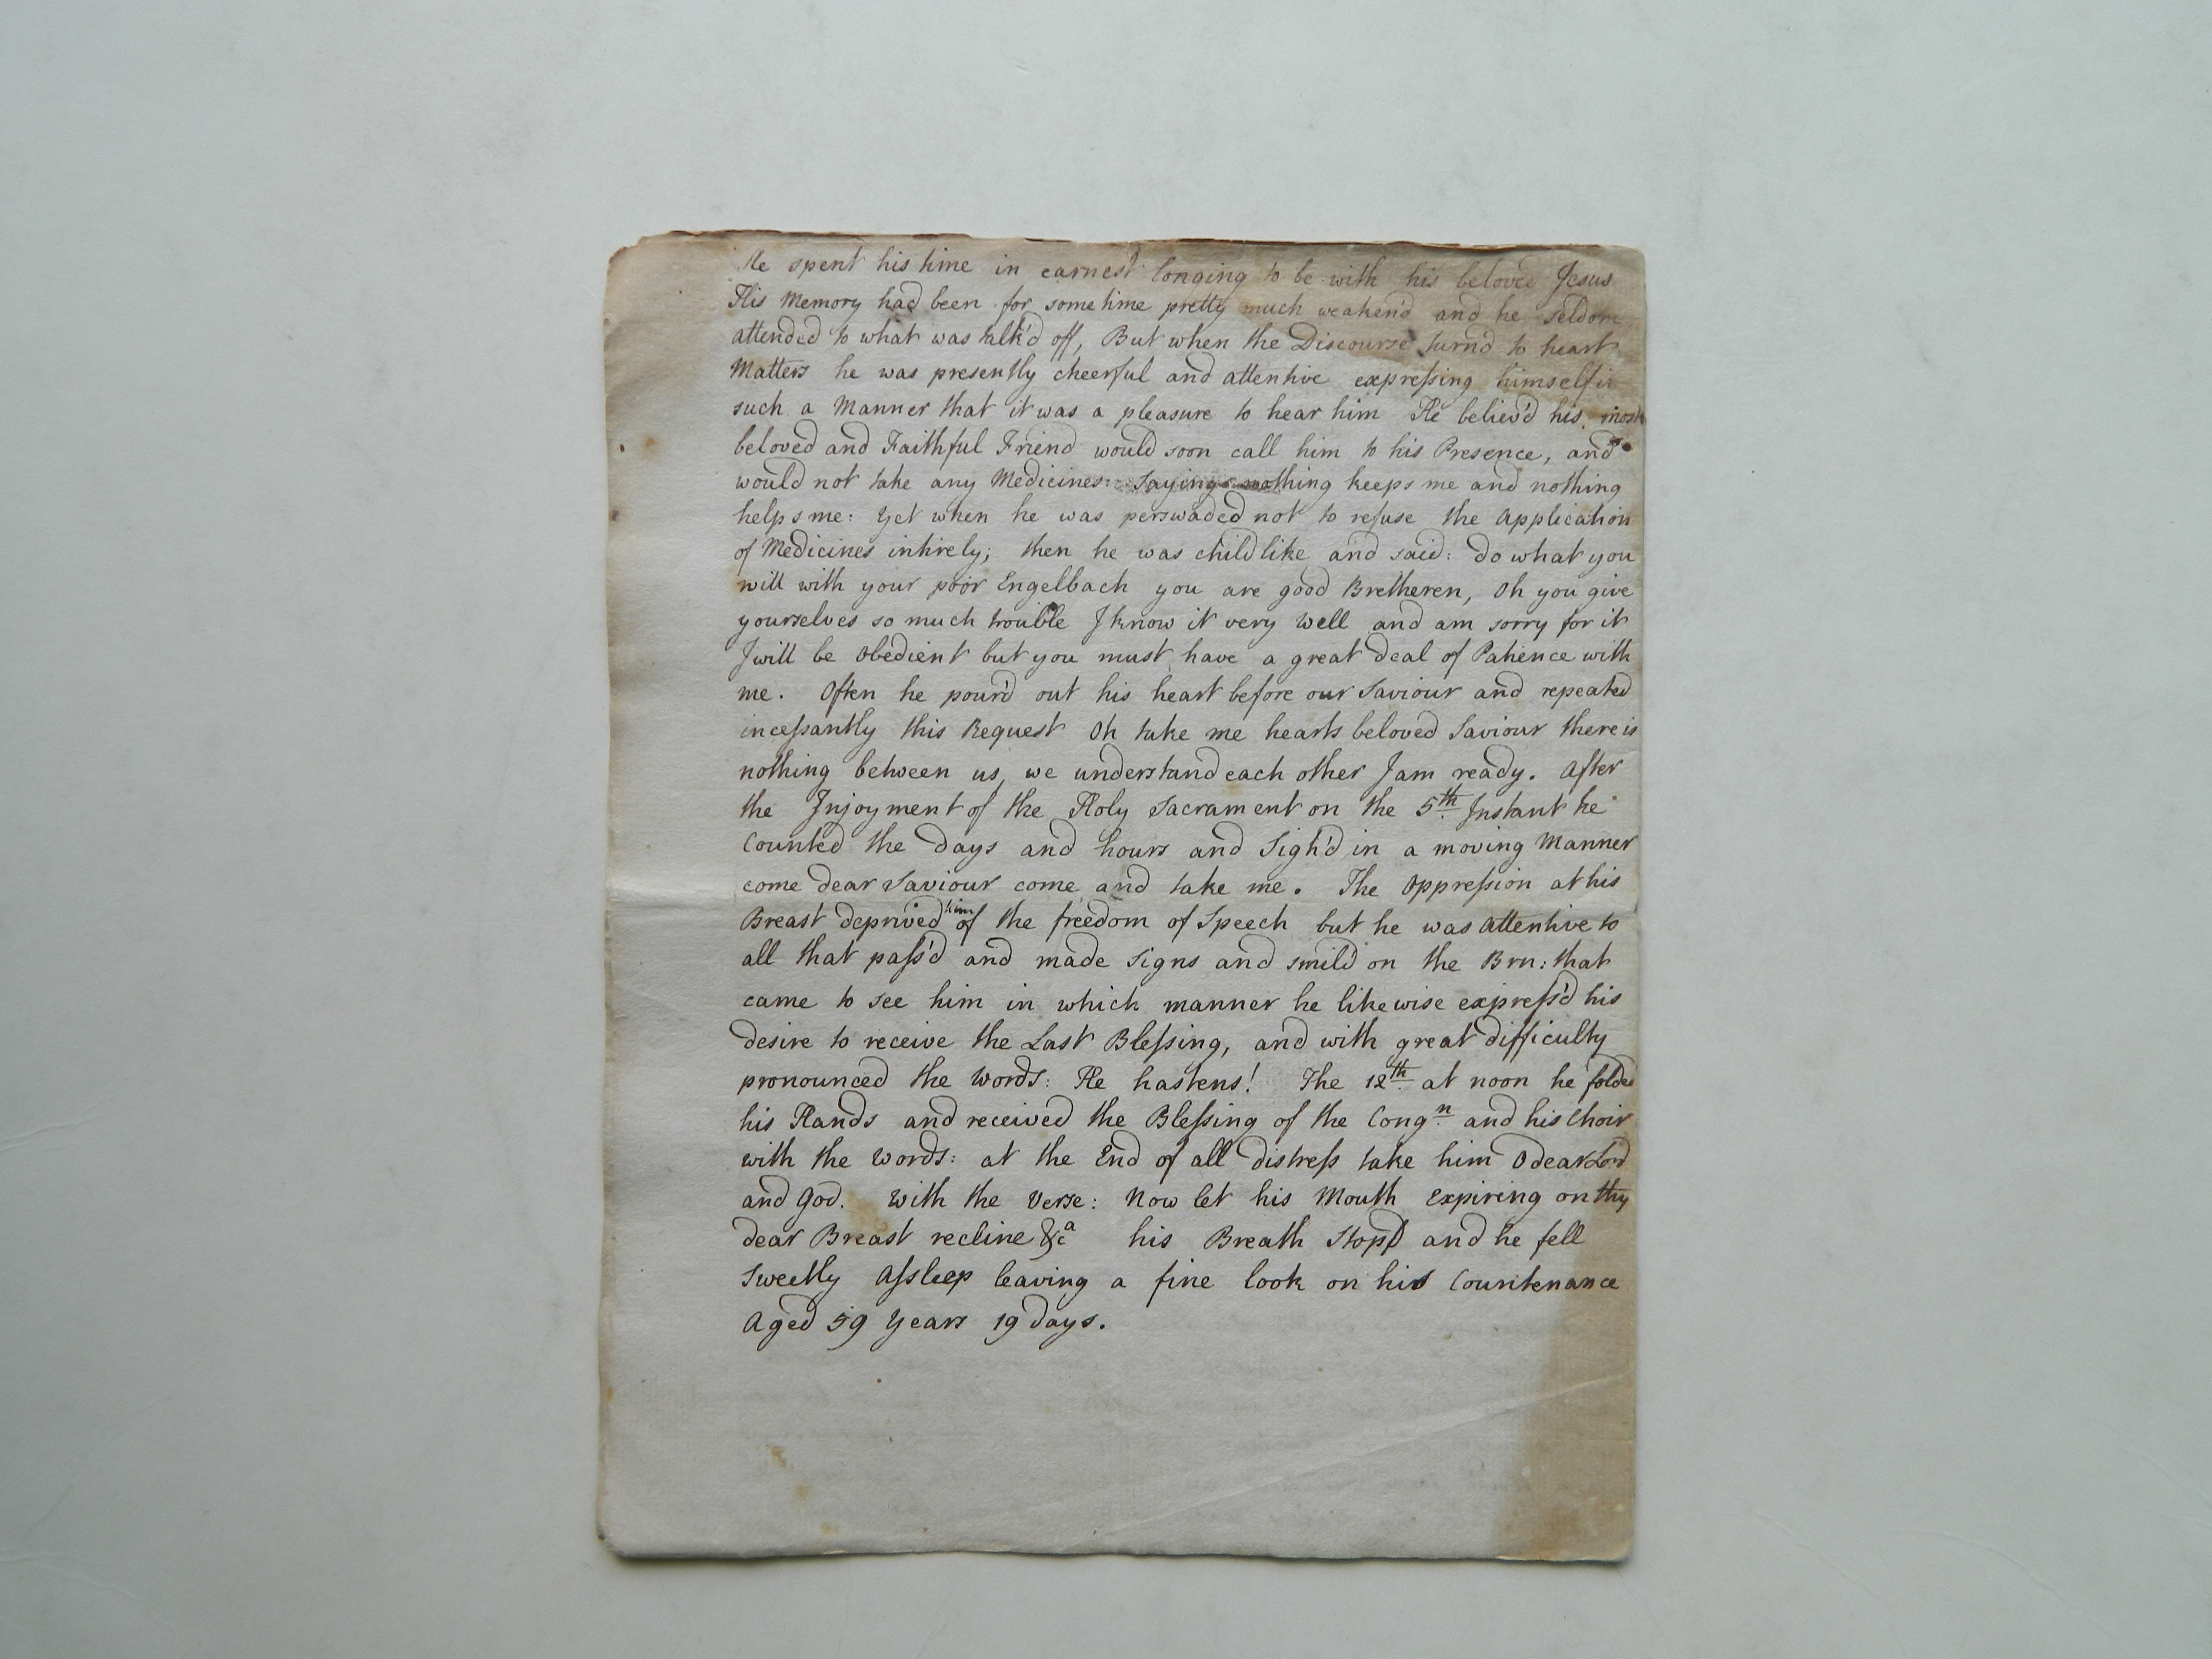 He spent his time in earnest longing to be with his beloved Jesus
His Memory had been for some time pretty much weaken'd and he seldom
attended to what was talk'd off, But when the Discourse turn'd to heart
Matters he was presently cheerful and attentive expreſsing himself in
such a Manner that it was a pleasure to hear him He believ'd his most
beloved and Faithful Friend would soon call him to his Presence, and
would not take any Medicines: Saying nothing keeps me and nothing
helps me: Yet when he was perswaded not to refuse the Application
of Medicines intirely; then he was childlike and said: do what you
will with your poor Engelbach you are good Bretheren, Oh you give
yourselves so much trouble I know it very well and am sorry for it
I will be Obedient but you must have a great deal of Patience with
me. Often he pour'd out his heart before our Saviour and repeated
inceſsantly this Request Oh take me hearts beloved Saviour there is
nothing between us, we understand each other I am ready. After
the Injoyment of the Holy Sacrament on the 5th Instant he
Counted the days and hours and Sigh'd in a moving Manner
come dear Saviour come and take me. The Oppreſsion at his
Breast deprived him of the freedom of Speech but he was attentive to
all that paſs'd and made Signs and smil'd on the Brn: that
came to see him in which manner he likewise expreſs'd his
desire to receive the Last Bleſsing, and with great difficulty
pronounced the Words: He hastens! The 12th at noon he folded
his Hands and received the Bleſsing of the Congn. and his Choir
with the Words: at the End of all distreſs take him O dear Lord
and God. With the Verse: Now let his Mouth Expiring on thy
dear Breast recline &ca his Breath Stopd and he fell
Sweetly Aſsleep leaving a fine look on his Countenance
Aged 59 Years 19 days.